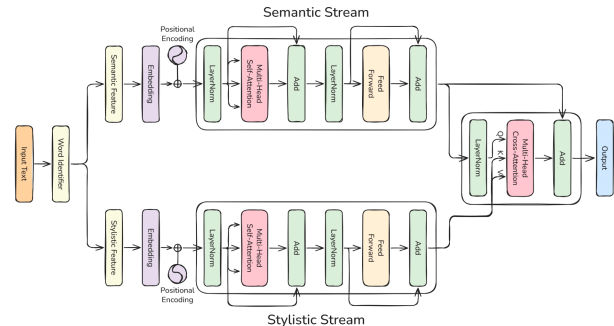 Semantic Stream
Positional
Encoding
Input Text
Word Identifier
Semantic Feature
Embedding
LayerNorm
Multi-Head
Self-Attention
Add
LayerNorm
Feed
Forward
Add
Stylistic Feature
Embedding
Positional
Encoding
LayerNorm
Multi-Head
Self-Attention
Add
LayerNorm
Feed
Forward
Add
LayerNorm
Q
K
V
Multi-Head
Cross-Attention
Add
Output
Stylistic Stream